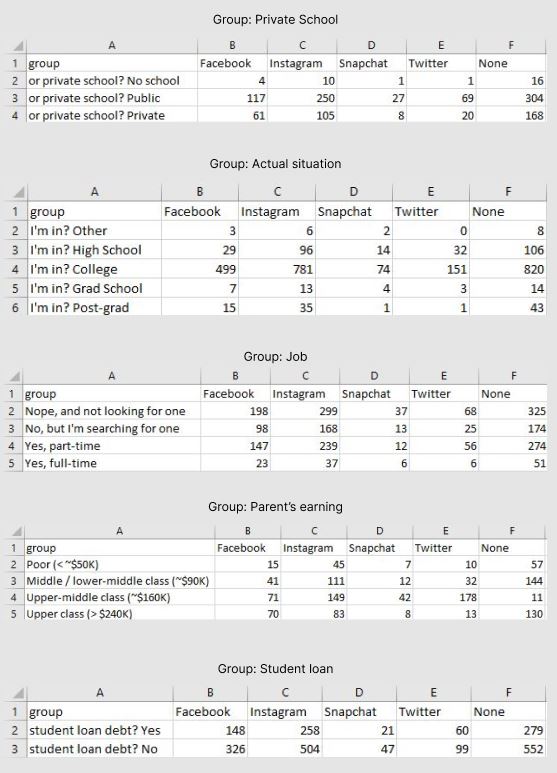 Group: Private School
A B C D E F
1 group Facebook Instagram Snapchat Twitter None
2 or private school? No school 4 10 1 1 16
3 or private school? Public 117 250 27 69 304
4 or private school? Private 61 105 8 20 168
Group: Actual situation
A B C D E F
1 group Facebook Instagram Snapchat Twitter None
2 I'm in? Other 3 6 2 0 8
3 I'm in? High School 29 96 14 32 106
4 I'm in? College 499 781 74 151 820
5 I'm in? Grad School 7 13 4 3 14
6 I'm in? Post-grad 15 35 1 1 43
Group: Job
A B C D E F
1 group Facebook Instagram Snapchat Twitter None
2 Nope, and not looking for one 198 299 37 68 325
3 No, but I'm searching for one 98 168 13 25 174
4 Yes, part-time 147 239 12 56 274
5 Yes, full-time 23 37 6 6 51
Group: Parent's earning
A B C D E F
1 group Facebook Instagram Snapchat Twitter None
2 Poor (< ~$50K) 15 45 7 10 57
3 Middle / lower-middle class (~$90K) 41 111 12 32 144
4 Upper-middle class (~$160K) 71 149 42 178 11
5 Upper class (> $240K) 70 83 8 13 130
Group: Student loan
A B C D E F
1 group Facebook Instagram Snapchat Twitter None
2 student loan debt? Yes 148 258 21 60 279
3 student loan debt? No 326 504 47 99 552